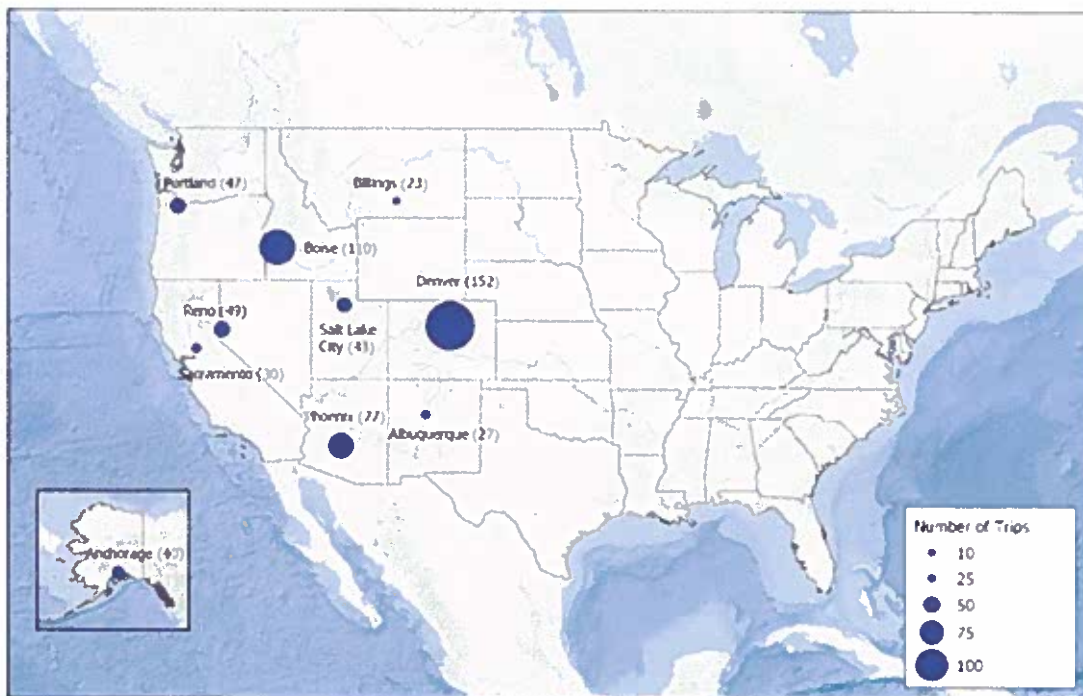 Portland (47)
Billings (23)
Boise (110)
Denver (152)
Reno (49)
Salt Lake
City (43)
Sacramento (30)
Phoenix (77)
Albuquerque (27)
Anchorage (40)
Number of Trips
10
25
50
75
100